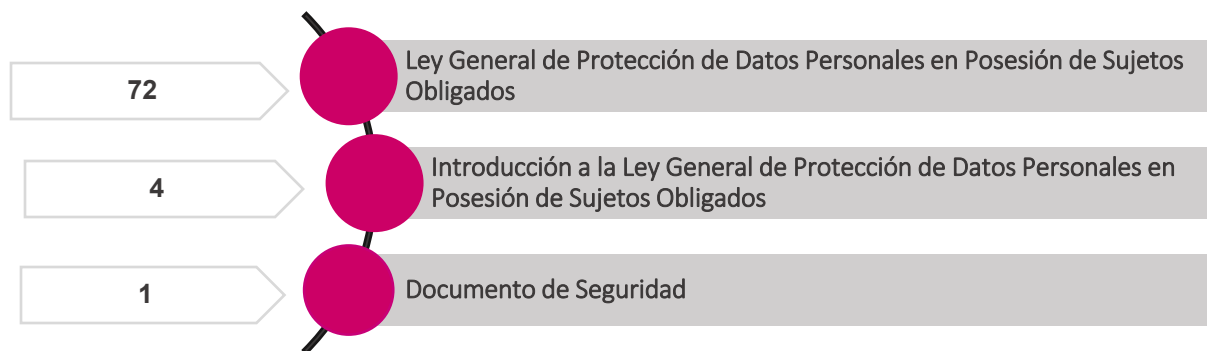 72
Ley General de Protección de Datos Personales en Posesión de Sujetos
Obligados
4
Introducción a la Ley General de Protección de Datos Personales en
Posesión de Sujetos Obligados
1
Documento de Seguridad